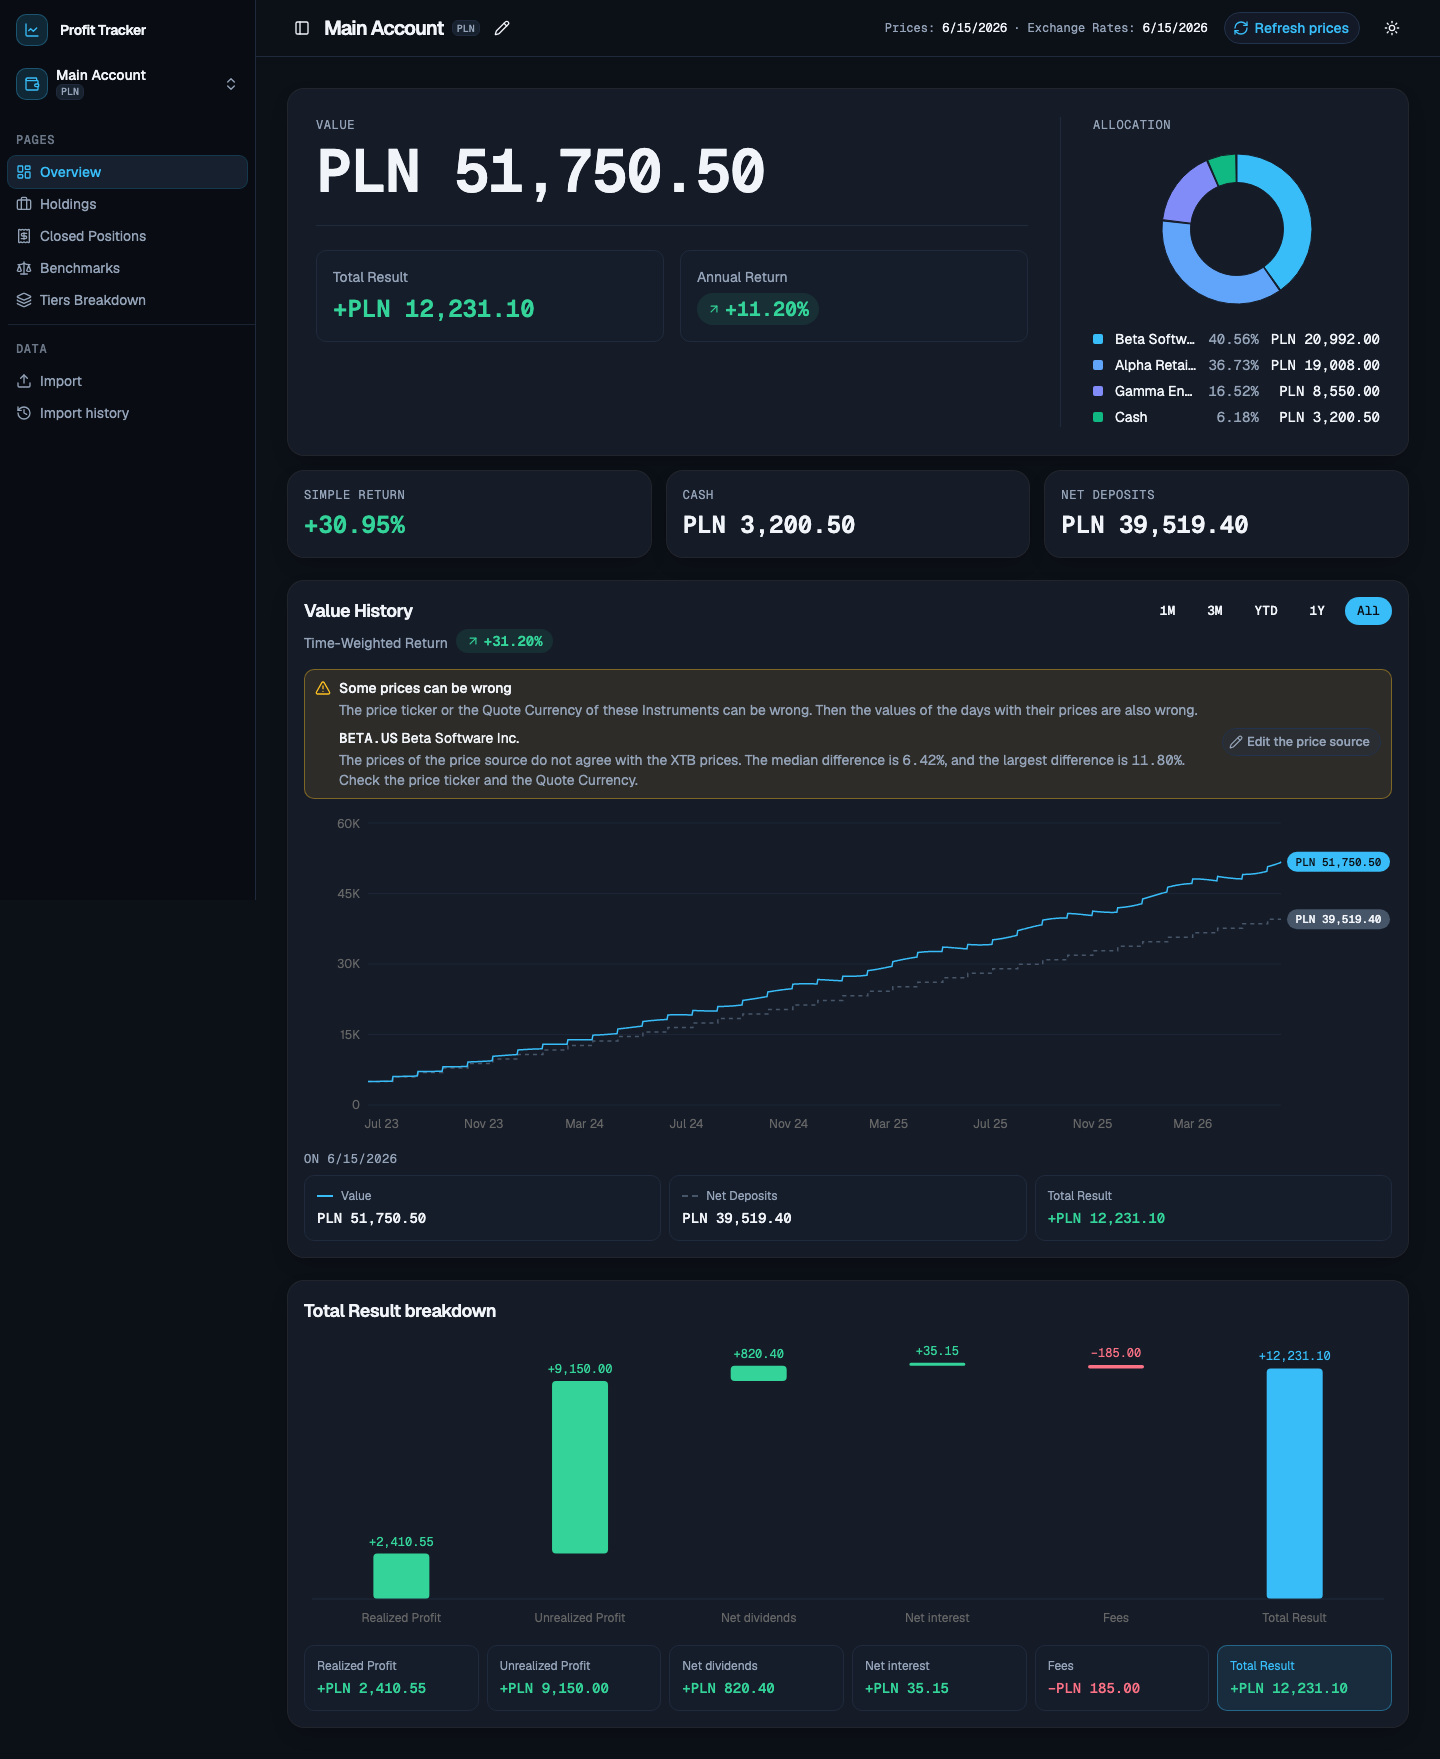 Profit Tracker
Main Account
PLN
PAGES
Overview
Holdings
Closed Positions
Benchmarks
Tiers Breakdown
DATA
Import
Import history
Main Account PLN
Prices: 6/15/2026 · Exchange Rates: 6/15/2026
Refresh prices
VALUE
PLN 51,750.50
Total Result
+PLN 12,231.10
Annual Return
+11.20%
ALLOCATION
Beta Softw... 40.56% PLN 20,992.00
Alpha Retai... 36.73% PLN 19,008.00
Gamma En... 16.52% PLN 8,550.00
Cash 6.18% PLN 3,200.50
SIMPLE RETURN
+30.95%
CASH
PLN 3,200.50
NET DEPOSITS
PLN 39,519.40
Value History
1M 3M YTD 1Y All
Time-Weighted Return +31.20%
Some prices can be wrong
The price ticker or the Quote Currency of these Instruments can be wrong. Then the values of the days with their prices are also wrong.
BETA.US Beta Software Inc.
The prices of the price source do not agree with the XTB prices. The median difference is 6.42%, and the largest difference is 11.80%.
Check the price ticker and the Quote Currency.
Edit the price source
60K
45K
30K
15K
0
PLN 51,750.50
PLN 39,519.40
Jul 23 Nov 23 Mar 24 Jul 24 Nov 24 Mar 25 Jul 25 Nov 25 Mar 26
ON 6/15/2026
Value
PLN 51,750.50
Net Deposits
PLN 39,519.40
Total Result
+PLN 12,231.10
Total Result breakdown
+2,410.55
+9,150.00
+820.40
+35.15
−185.00
+12,231.10
Realized Profit Unrealized Profit Net dividends Net interest Fees Total Result
Realized Profit
+PLN 2,410.55
Unrealized Profit
+PLN 9,150.00
Net dividends
+PLN 820.40
Net interest
+PLN 35.15
Fees
−PLN 185.00
Total Result
+PLN 12,231.10